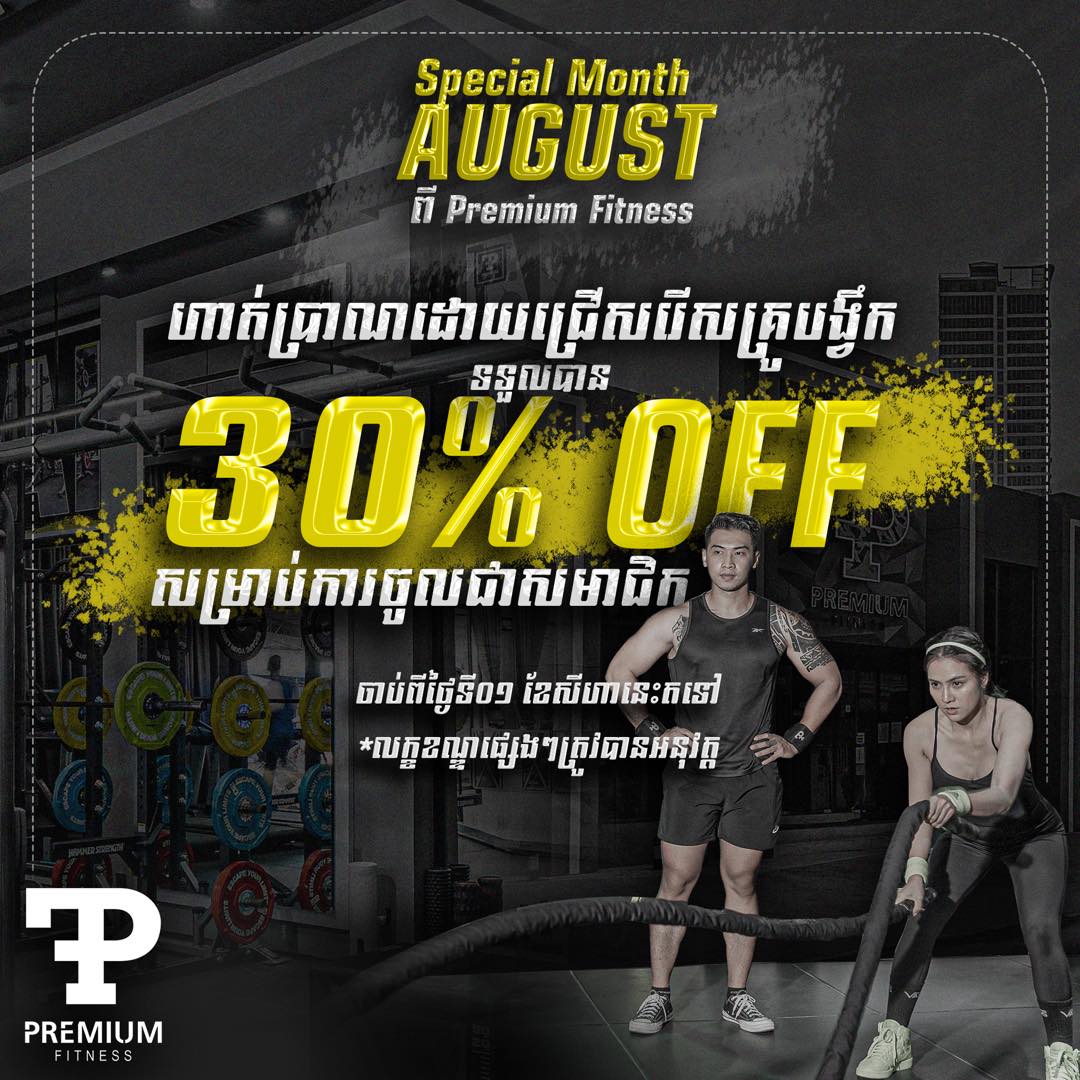 Special Month
AUGUST
ពី Premium Fitness
ហាត់ប្រាណដោយជ្រើសរើសគ្រូបង្វឹក
ទទួលបាន
30% OFF
សម្រាប់ការចូលជាសមាជិក
ចាប់ពីថ្ងៃទី០១ ខែសីហានេះតទៅ
*លក្ខខណ្ឌផ្សេងៗត្រូវបានអនុវត្ត
PREMIUM
FITNESS
HAMMER STRENGTH
PREMIUM
FITNESS